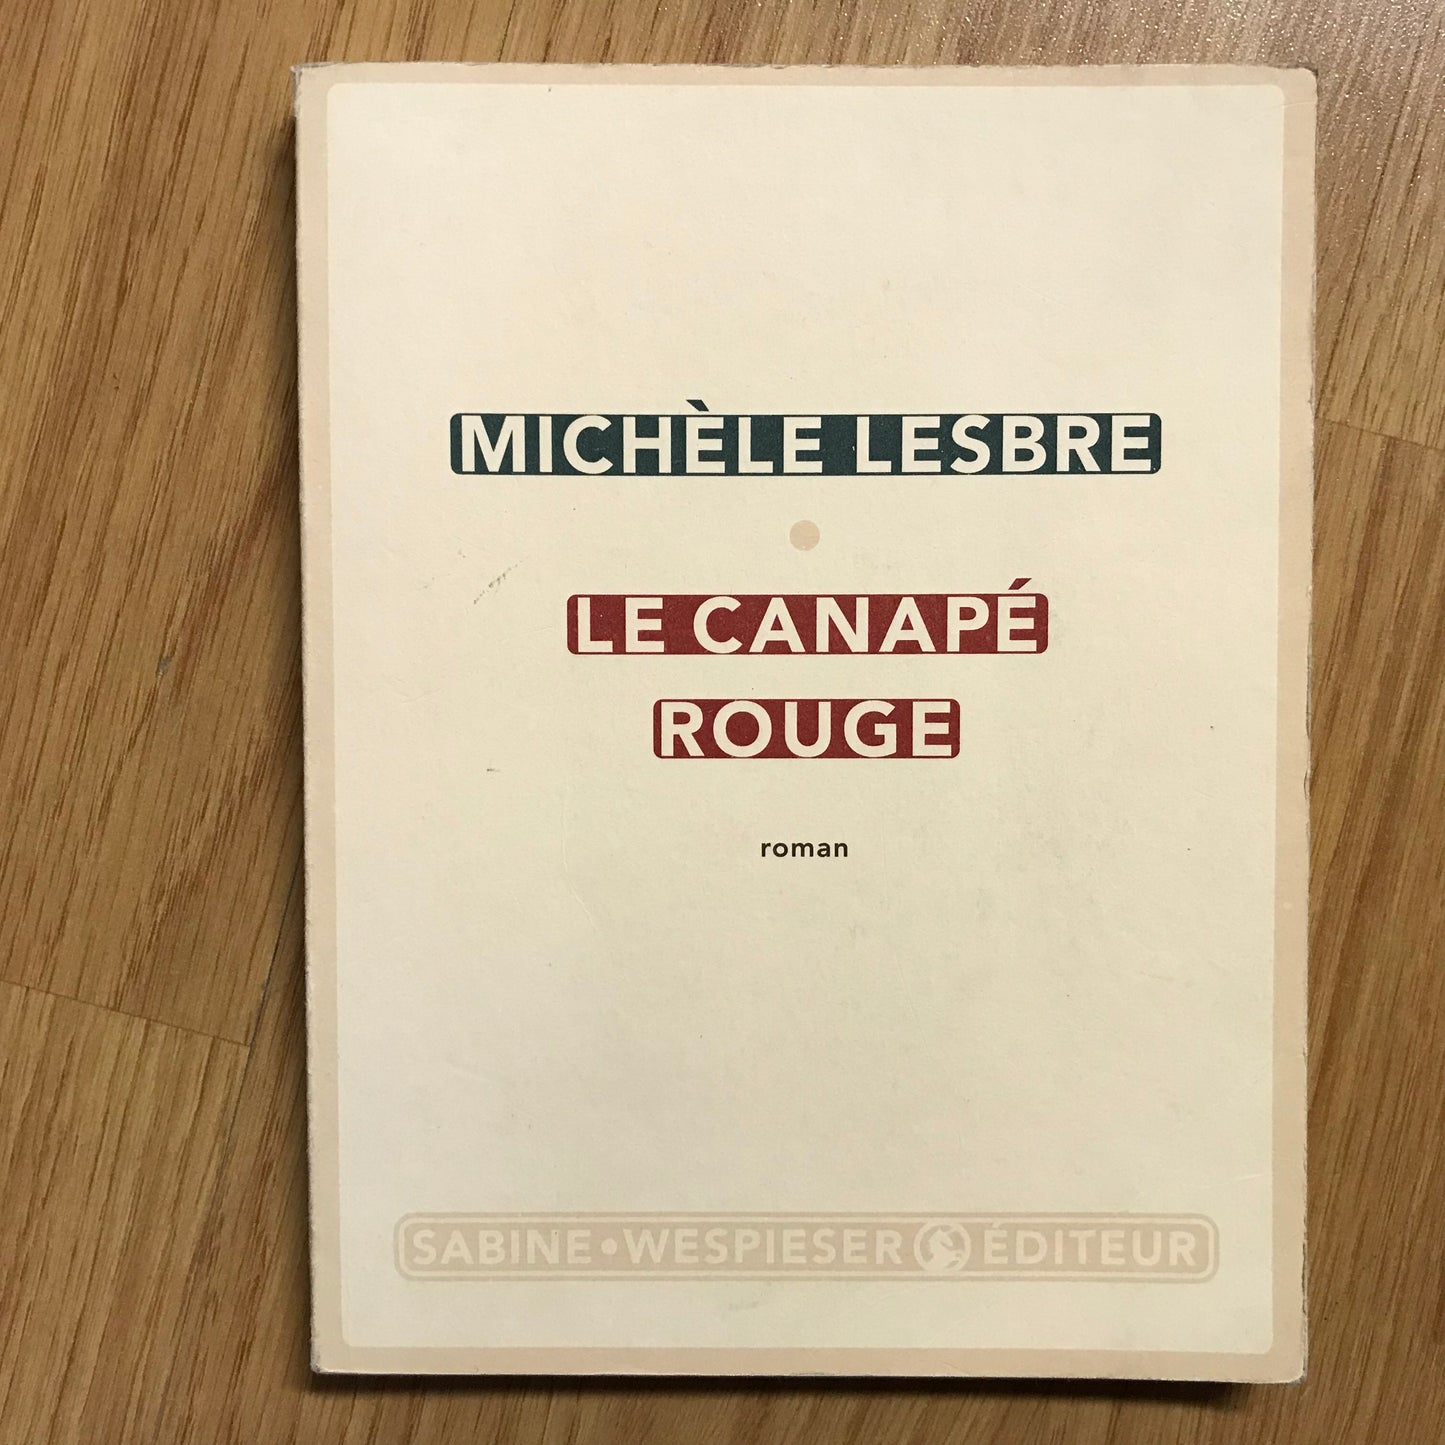 MICHÈLE LESBRE
LE CANAPÉ
ROUGE
roman
SABINE • WESPIESER ÉDITEUR